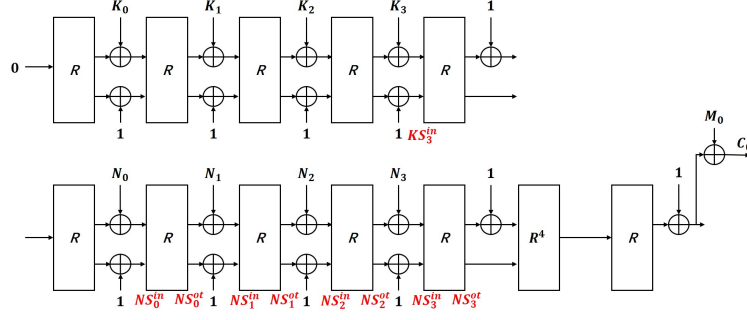 K₀ K₁ K₂ K₃ 1
0 R R R R R
1 1 1 1 KS₃ⁱⁿ
M₀
N₀ N₁ N₂ N₃ 1 1
R R R R R R⁴ R
1 NS₀ⁱⁿ NS₀ᵒᵗ 1 NS₁ⁱⁿ NS₁ᵒᵗ 1 NS₂ⁱⁿ NS₂ᵒᵗ 1 NS₃ⁱⁿ NS₃ᵒᵗ